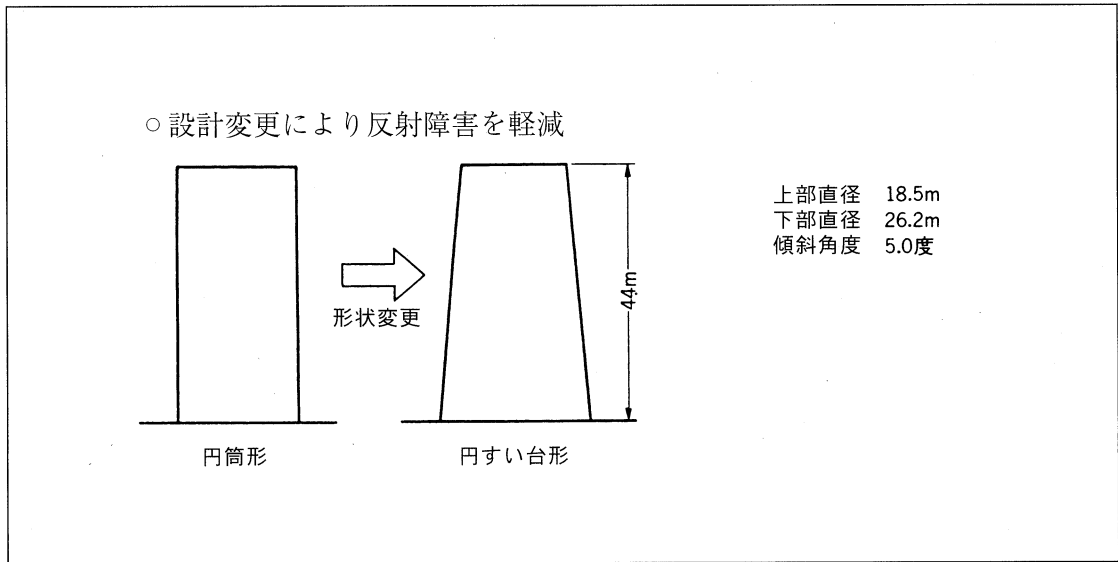 ○ 設計変更により反射障害を軽減
上部直径 18.5m
下部直径 26.2m
傾斜角度 5.0度
形状変更
44m
円筒形
円すい台形